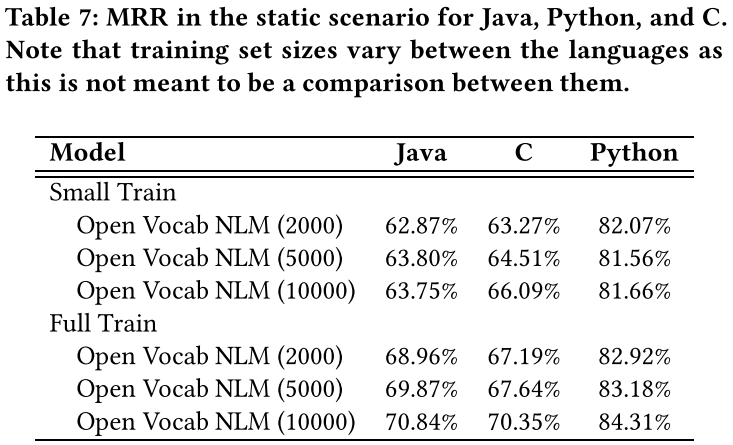 Table 7: MRR in the static scenario for Java, Python, and C.
Note that training set sizes vary between the languages as
this is not meant to be a comparison between them.
Model Java C Python
Small Train
Open Vocab NLM (2000) 62.87% 63.27% 82.07%
Open Vocab NLM (5000) 63.80% 64.51% 81.56%
Open Vocab NLM (10000) 63.75% 66.09% 81.66%
Full Train
Open Vocab NLM (2000) 68.96% 67.19% 82.92%
Open Vocab NLM (5000) 69.87% 67.64% 83.18%
Open Vocab NLM (10000) 70.84% 70.35% 84.31%